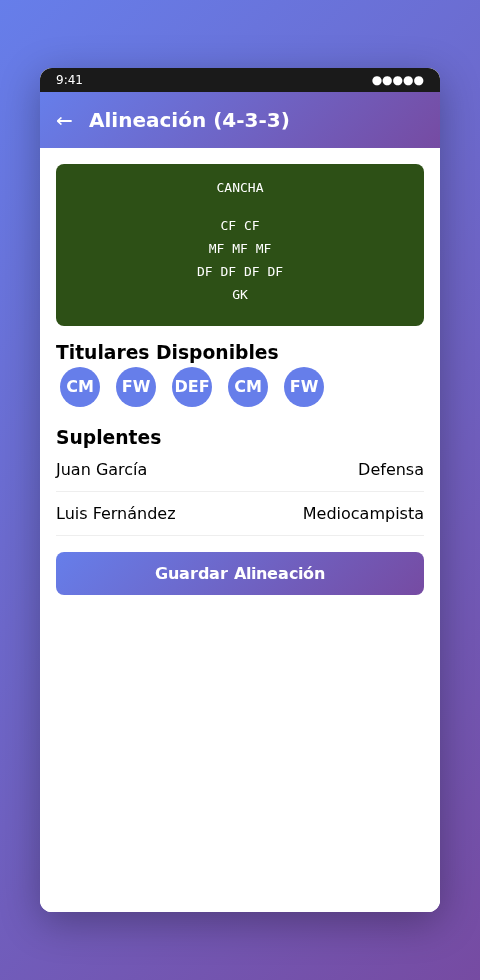 9:41 ●●●●●
← Alineación (4-3-3)
CANCHA
CF CF
MF MF MF
DF DF DF DF
GK
Titulares Disponibles
CM FW DEF CM FW
Suplentes
Juan García Defensa
Luis Fernández Mediocampista
Guardar Alineación